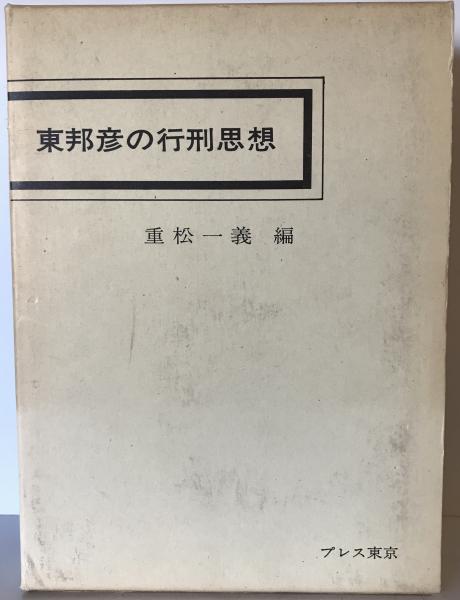 東邦彦の行刑思想
重松一義 編
プレス東京